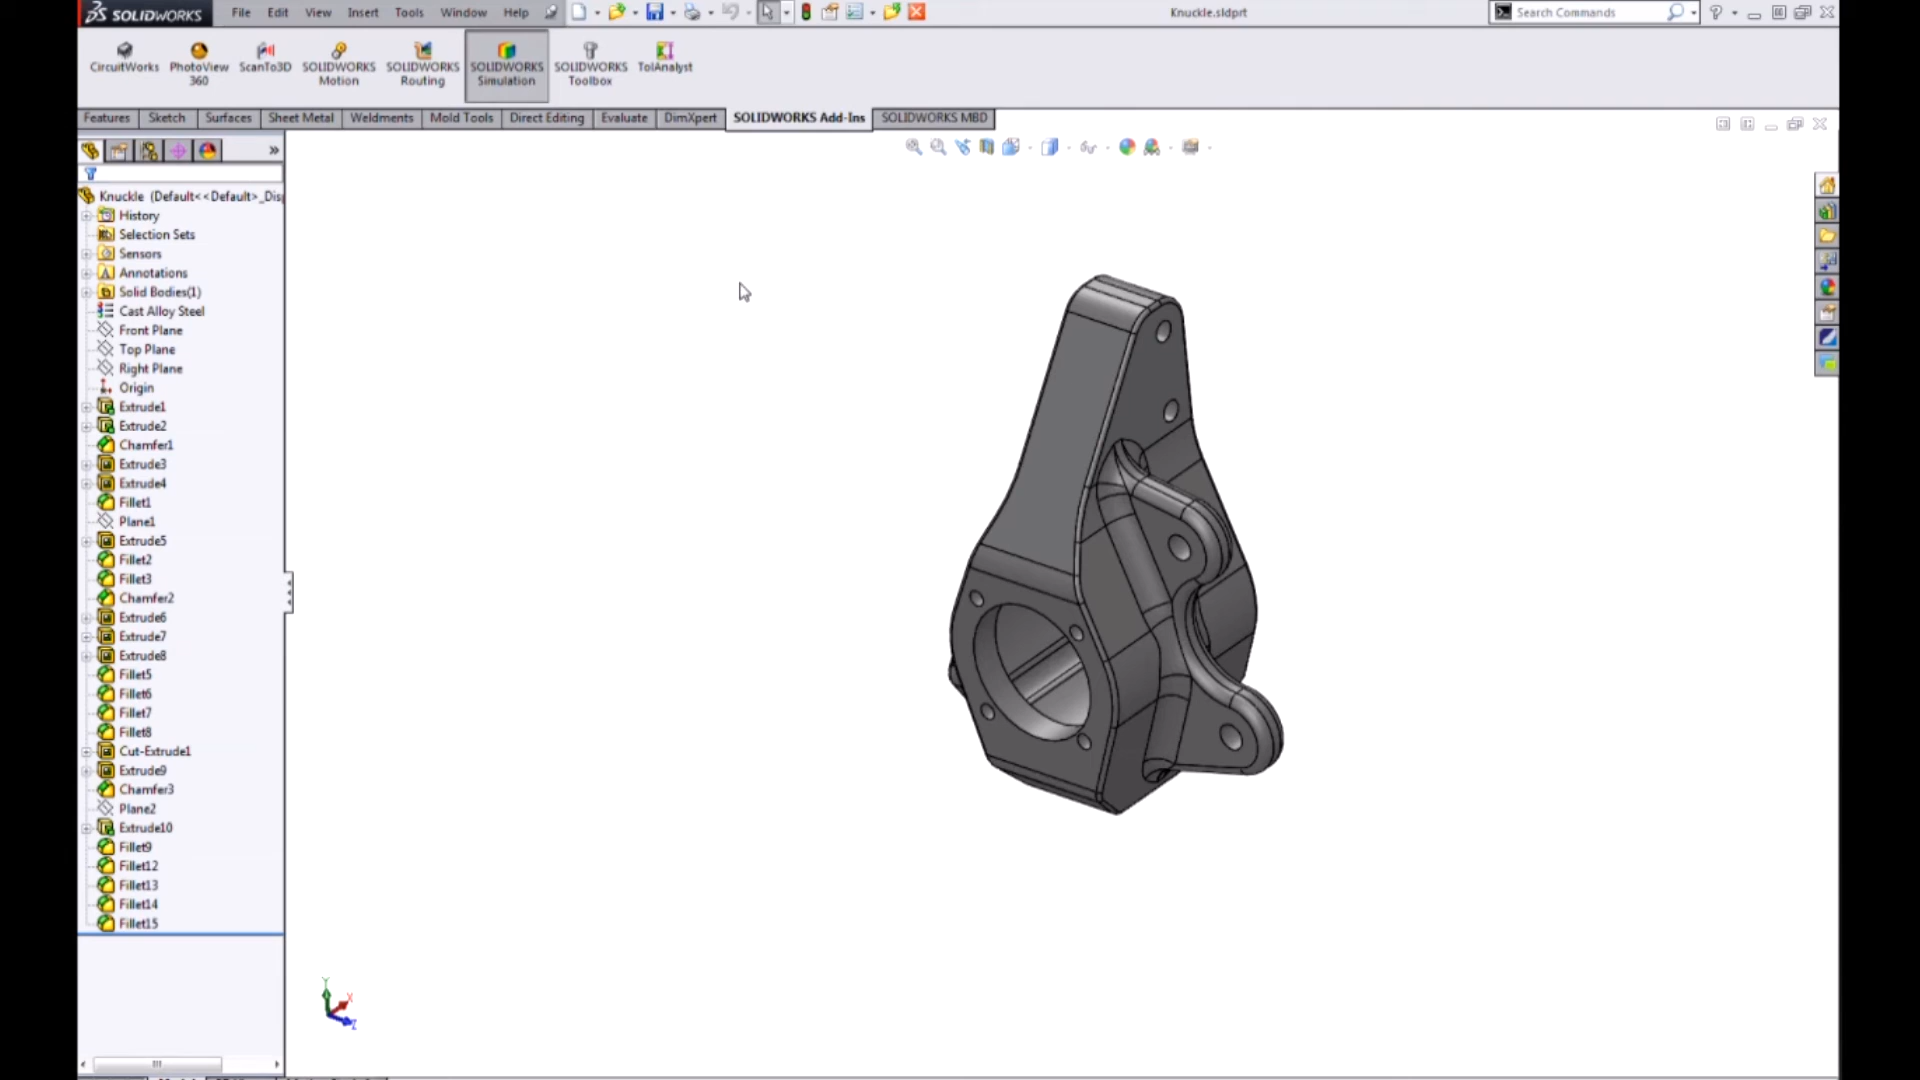 SOLIDWORKS File Edit View Insert Tools Window Help Knuckle.sldprt Search Commands ?
CircuitWorks PhotoView 360 ScanTo3D SOLIDWORKS Motion SOLIDWORKS Routing SOLIDWORKS Simulation SOLIDWORKS Toolbox TolAnalyst
Features Sketch Surfaces Sheet Metal Weldments Mold Tools Direct Editing Evaluate DimXpert SOLIDWORKS Add-Ins SOLIDWORKS MBD
Knuckle (Default<<Default>_Disp
History
Selection Sets
Sensors
Annotations
Solid Bodies(1)
Cast Alloy Steel
Front Plane
Top Plane
Right Plane
Origin
Extrude1
Extrude2
Chamfer1
Extrude3
Extrude4
Fillet1
Plane1
Extrude5
Fillet2
Fillet3
Chamfer2
Extrude6
Extrude7
Extrude8
Fillet5
Fillet6
Fillet7
Fillet8
Cut-Extrude1
Extrude9
Chamfer3
Plane2
Extrude10
Fillet9
Fillet12
Fillet13
Fillet14
Fillet15
Y
X
Z